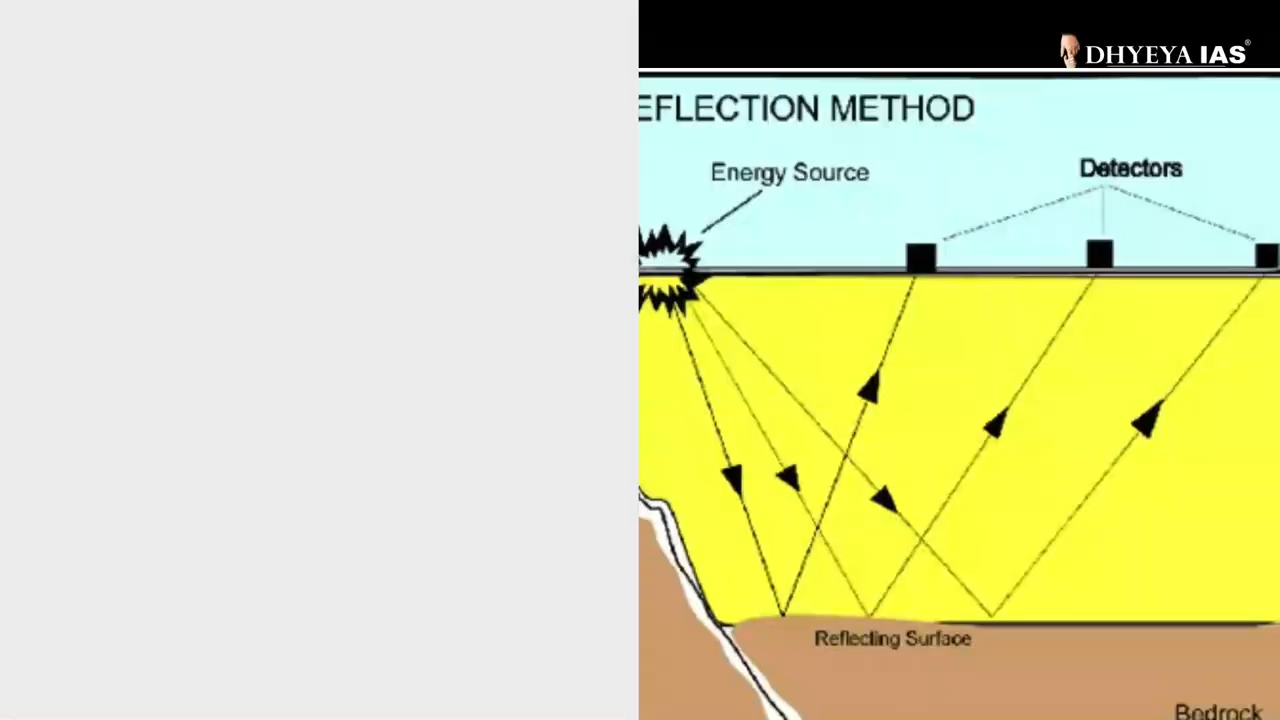 DHYEYA IAS®
EFLECTION METHOD
Energy Source
Detectors
Reflecting Surface
Bedrock